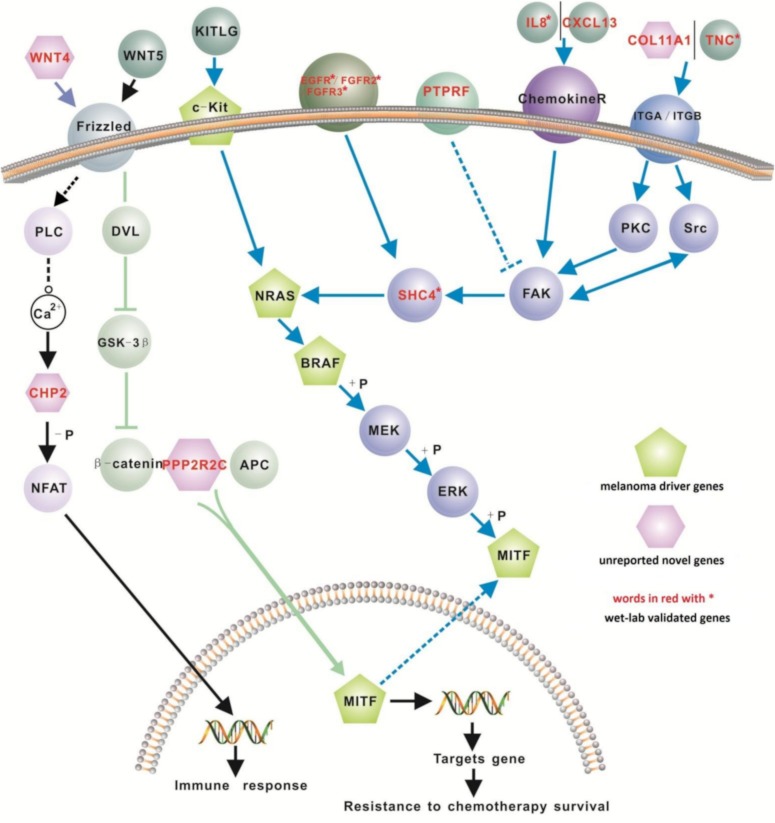 KITLG
IL8* CXCL13
WNT4
WNT5
COL11A1 TNC*
EGFR*/ FGFR2*
FGFR3*
PTPRF
c-Kit
ChemokineR
ITGA / ITGB
Frizzled
PLC
DVL
PKC
Src
NRAS
SHC4*
FAK
Ca2+
GSK-3β
BRAF
+ P
CHP2
MEK
- P
+ P
β-catenin PPP2R2C APC
ERK
NFAT
+ P
melanoma driver genes
MITF
unreported novel genes
words in red with *
wet-lab validated genes
MITF
Targets gene
Immune response
Resistance to chemotherapy survival